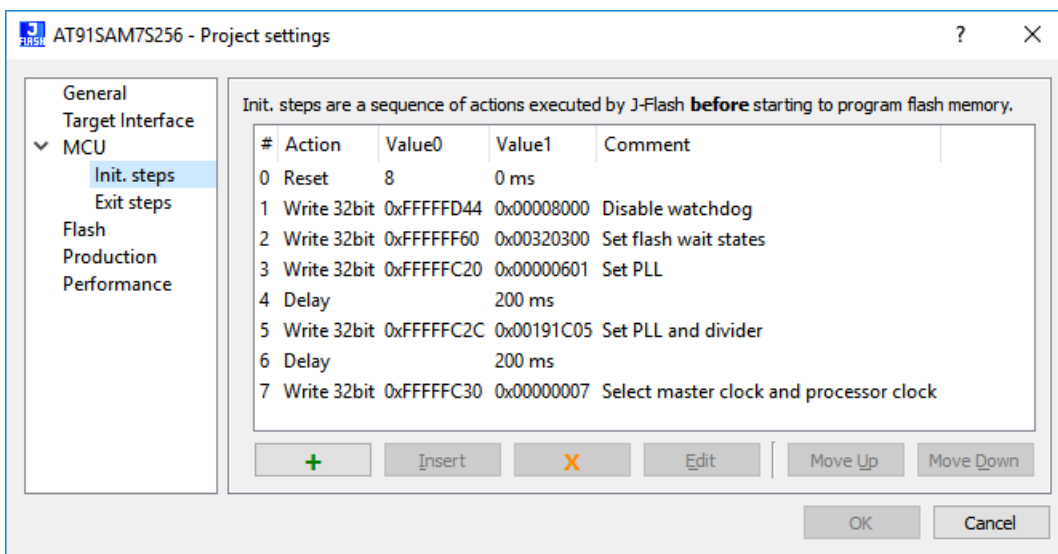 J
FLASH
AT91SAM7S256 - Project settings
?
General
Target Interface
MCU
Init. steps
Exit steps
Flash
Production
Performance
Init. steps are a sequence of actions executed by J-Flash before starting to program flash memory.
# Action Value0 Value1 Comment
0 Reset 8 0 ms
1 Write 32bit 0xFFFFFD44 0x00008000 Disable watchdog
2 Write 32bit 0xFFFFFF60 0x00320300 Set flash wait states
3 Write 32bit 0xFFFFFC20 0x00000601 Set PLL
4 Delay 200 ms
5 Write 32bit 0xFFFFFC2C 0x00191C05 Set PLL and divider
6 Delay 200 ms
7 Write 32bit 0xFFFFFC30 0x00000007 Select master clock and processor clock
+ Insert X Edit Move Up Move Down
OK Cancel